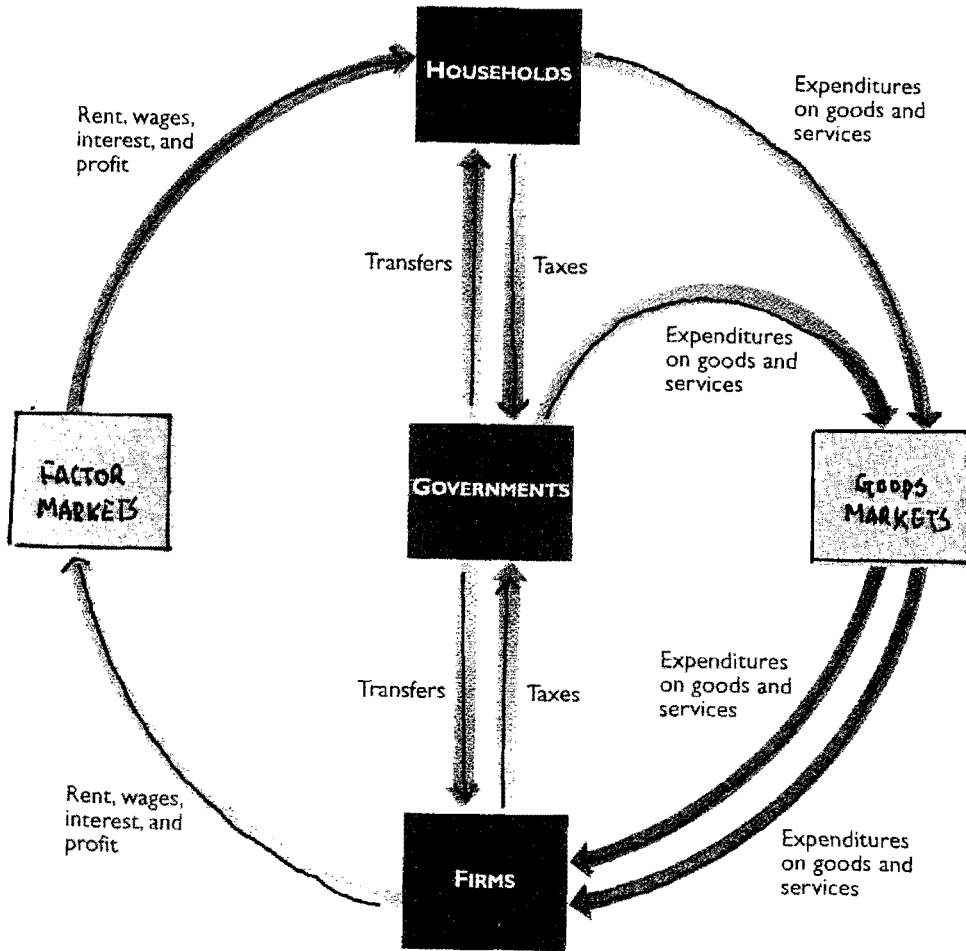 HOUSEHOLDS
Expenditures
on goods and
services
Rent, wages,
interest, and
profit
Transfers
Taxes
Expenditures
on goods and
services
FACTOR
MARKETS
GOVERNMENTS
GOODS
MARKETS
Transfers
Taxes
Expenditures
on goods and
services
Rent, wages,
interest, and
profit
FIRMS
Expenditures
on goods and
services